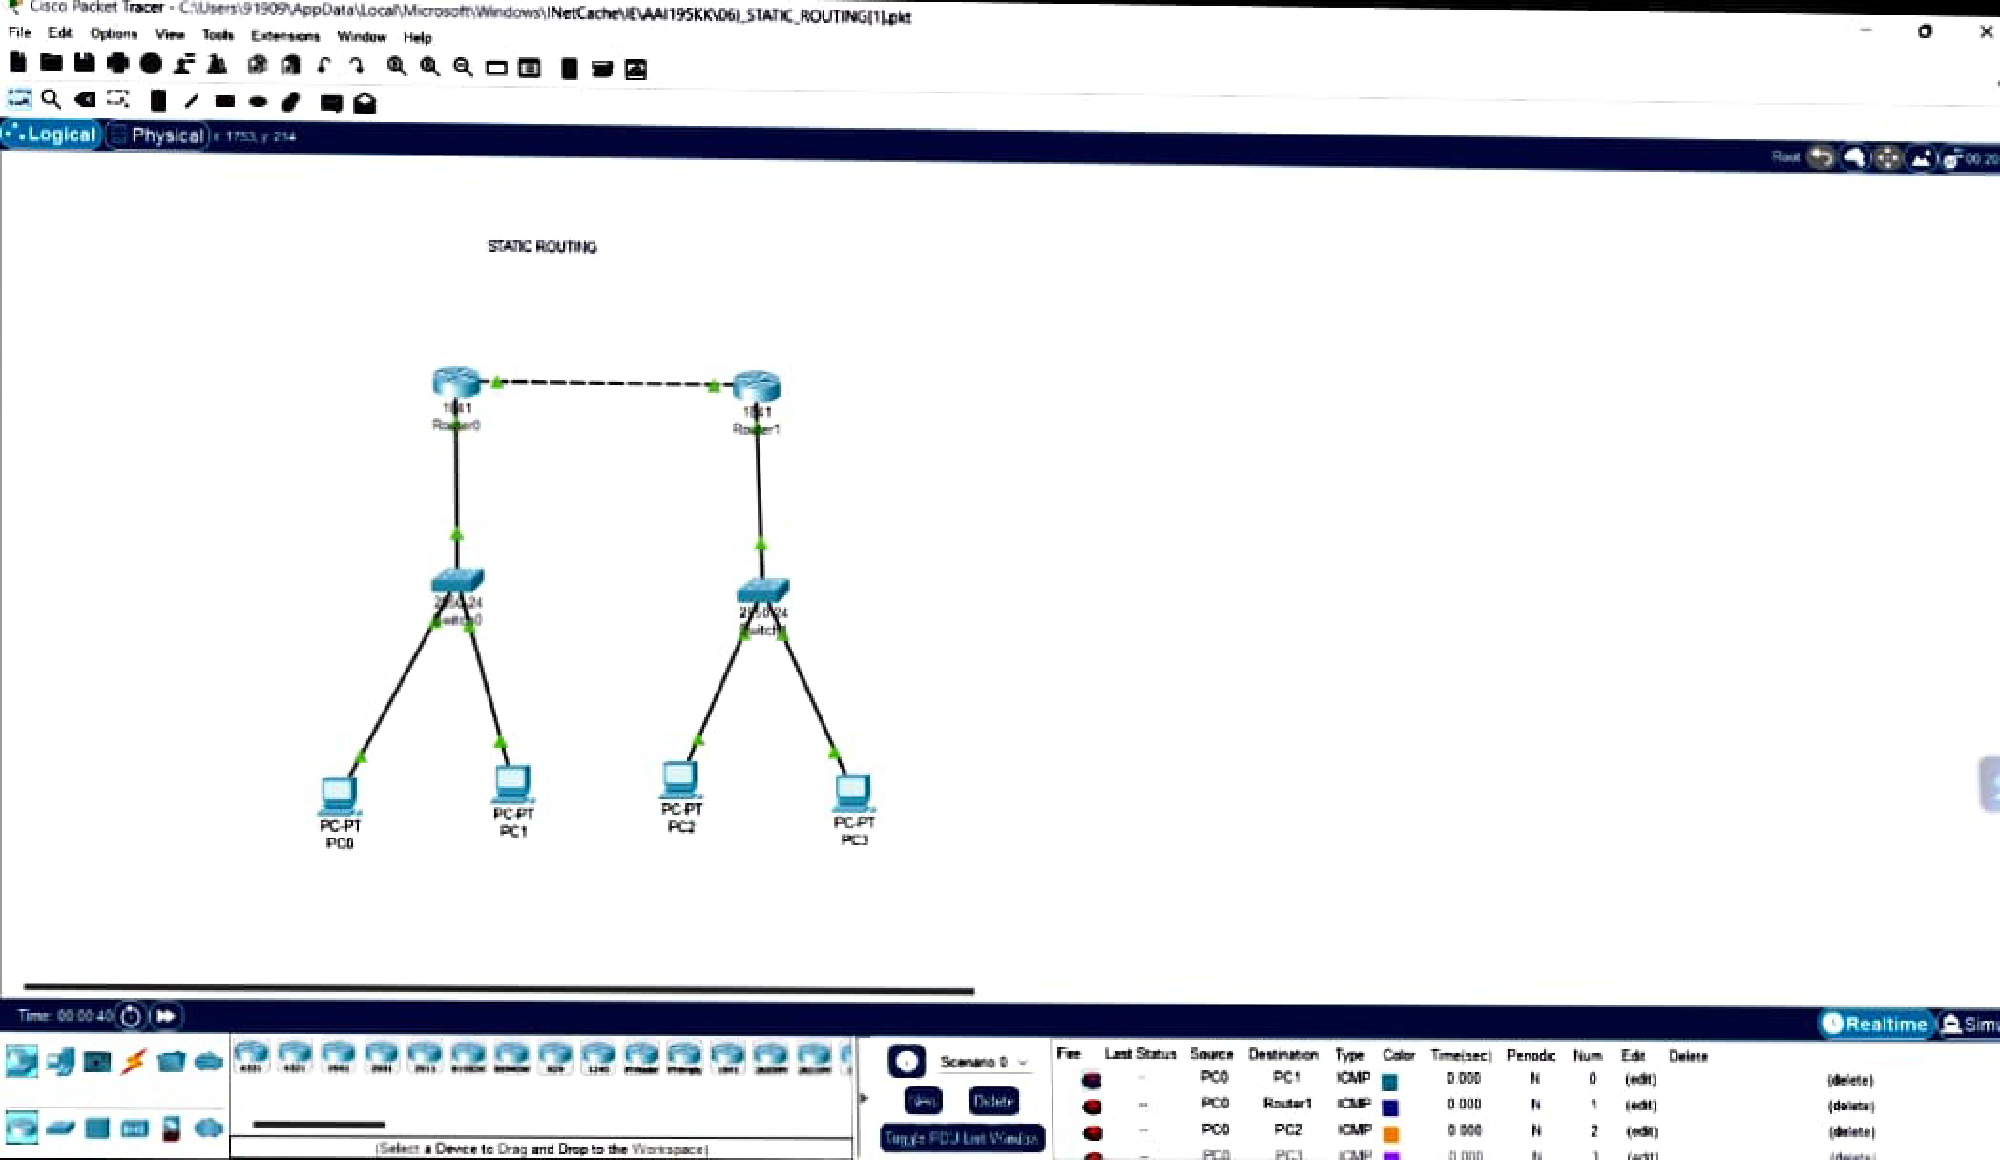 Cisco Packet Tracer - C:\Users\91909\AppData\Local\Microsoft\Windows\INetCache\IE\AAI195KK\06)_STATIC_ROUTING[1].pkt
File Edit Options View Tools Extensions Window Help
Logical Physical x: 1753, y: 214
Root
STATIC ROUTING
1841
Router0
1841
Router1
2950-24
Switch0
2950-24
PC-PT
PC0
PC-PT
PC1
PC-PT
PC2
PC-PT
PC3
Time: 00:00:40
Realtime
Scenario 0
New Delete
Toggle PDU List Window
(Select a Device to Drag and Drop to the Workspace)
Fire Last Status Source Destination Type Color Time(sec) Periodic Num Edit Delete
-- PC0 PC1 ICMP 0.000 N 0 (edit) (delete)
-- PC0 Router1 ICMP 0.000 N 1 (edit) (delete)
-- PC0 PC2 ICMP 0.000 N 2 (edit) (delete)
-- PC0 PC3 ICMP 0.000 N 3 (edit) (delete)